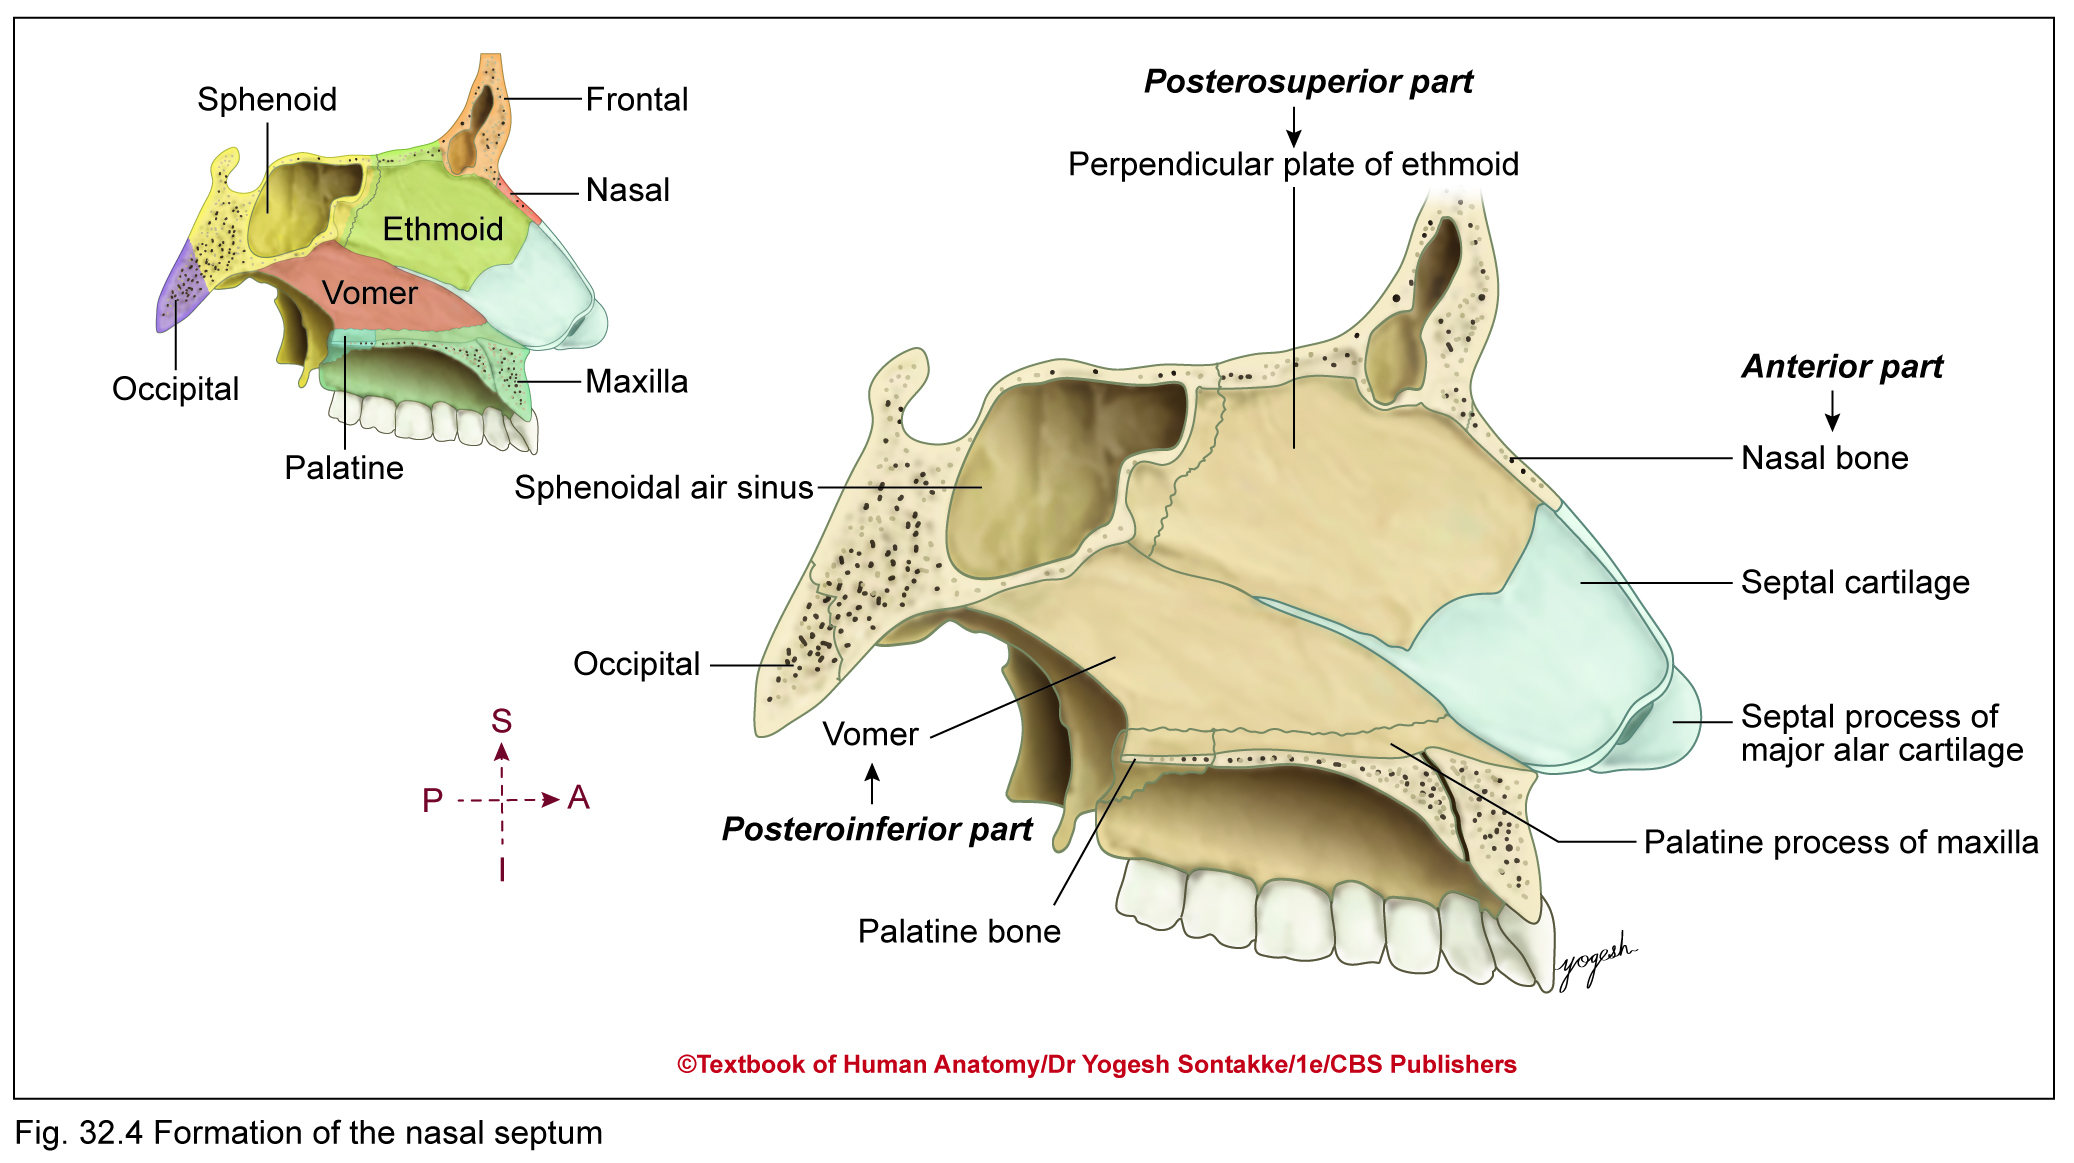 Sphenoid
Frontal
Nasal
Ethmoid
Vomer
Occipital
Maxilla
Palatine
Posterosuperior part
Perpendicular plate of ethmoid
Anterior part
Nasal bone
Sphenoidal air sinus
Septal cartilage
Occipital
Septal process of
major alar cartilage
Vomer
Posteroinferior part
Palatine process of maxilla
Palatine bone
S
P
A
I
yogesh
©Textbook of Human Anatomy/Dr Yogesh Sontakke/1e/CBS Publishers
Fig. 32.4 Formation of the nasal septum